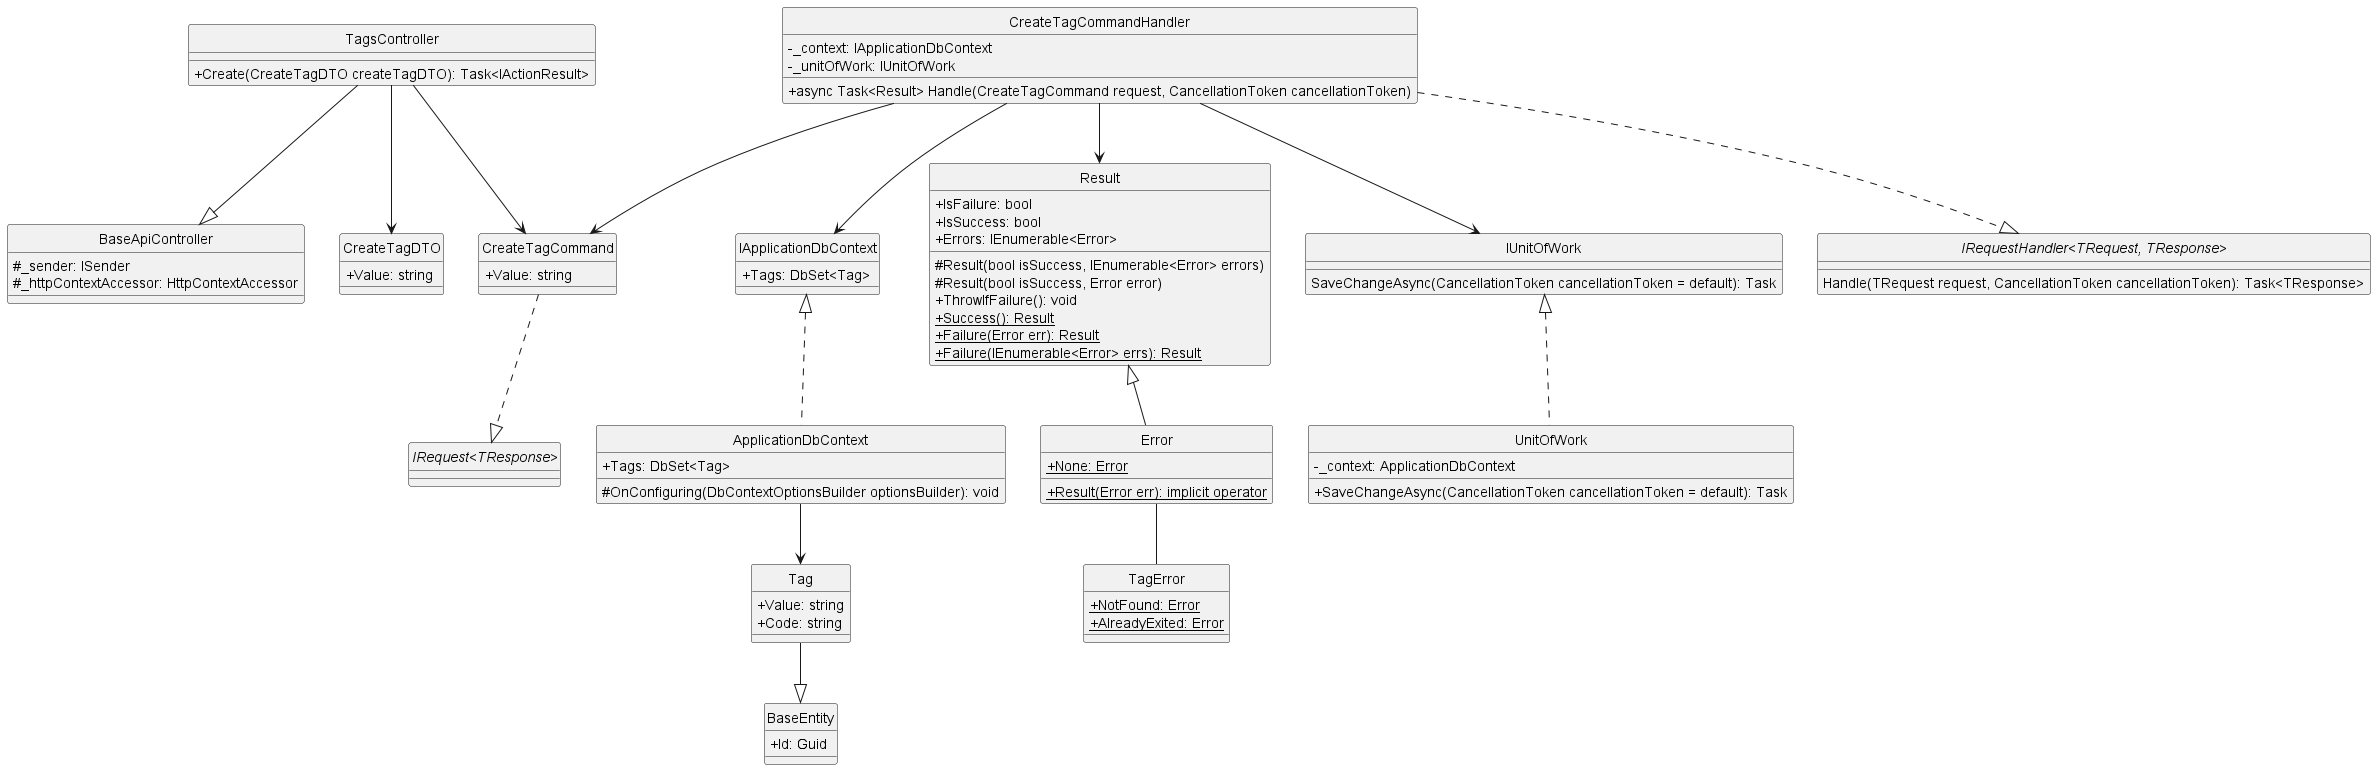 TagsController
+Create(CreateTagDTO createTagDTO): Task<IActionResult>
CreateTagCommandHandler
-_context: IApplicationDbContext
-_unitOfWork: IUnitOfWork
+async Task<Result> Handle(CreateTagCommand request, CancellationToken cancellationToken)
BaseApiController
#_sender: ISender
#_httpContextAccessor: HttpContextAccessor
CreateTagDTO
+Value: string
CreateTagCommand
+Value: string
IApplicationDbContext
+Tags: DbSet<Tag>
Result
+IsFailure: bool
+IsSuccess: bool
+Errors: IEnumerable<Error>
#Result(bool isSuccess, IEnumerable<Error> errors)
#Result(bool isSuccess, Error error)
+ThrowIfFailure(): void
+Success(): Result
+Failure(Error err): Result
+Failure(IEnumerable<Error> errs): Result
IUnitOfWork
SaveChangeAsync(CancellationToken cancellationToken = default): Task
IRequestHandler<TRequest, TResponse>
Handle(TRequest request, CancellationToken cancellationToken): Task<TResponse>
IRequest<TResponse>
ApplicationDbContext
+Tags: DbSet<Tag>
#OnConfiguring(DbContextOptionsBuilder optionsBuilder): void
Error
+None: Error
+Result(Error err): implicit operator
UnitOfWork
-_context: ApplicationDbContext
+SaveChangeAsync(CancellationToken cancellationToken = default): Task
Tag
+Value: string
+Code: string
TagError
+NotFound: Error
+AlreadyExited: Error
BaseEntity
+Id: Guid